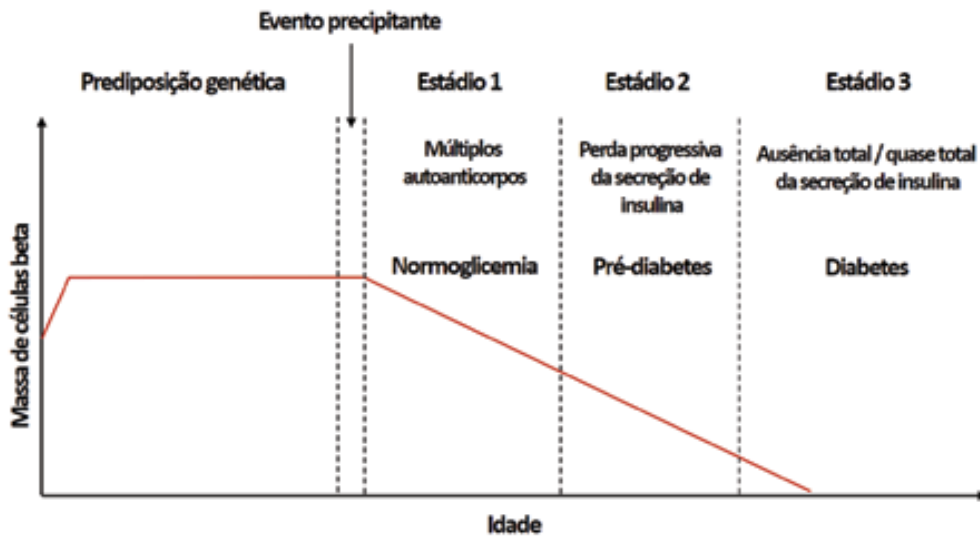 Evento precipitante
Prediposição genética
Estádio 1
Estádio 2
Estádio 3
Múltiplos
autoanticorpos
Perda progressiva
da secreção de
insulina
Ausência total / quase total
da secreção de insulina
Normoglicemia
Pré-diabetes
Diabetes
Massa de células beta
Idade